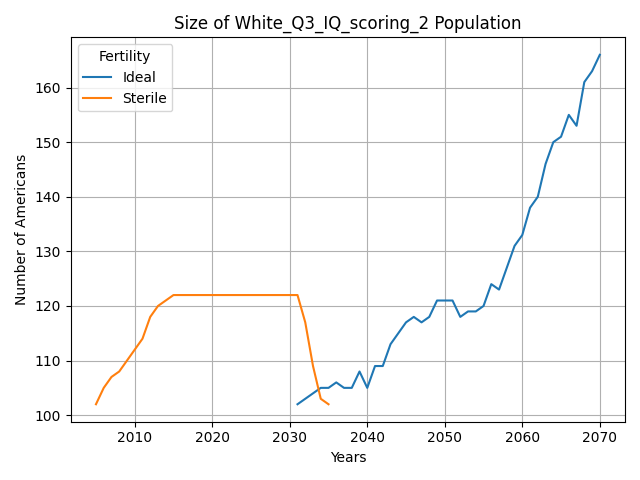 Size of White_Q3_IQ_scoring_2 Population
Fertility
Ideal
Sterile
Number of Americans
160
150
140
130
120
110
100
2010 2020 2030 2040 2050 2060 2070
Years